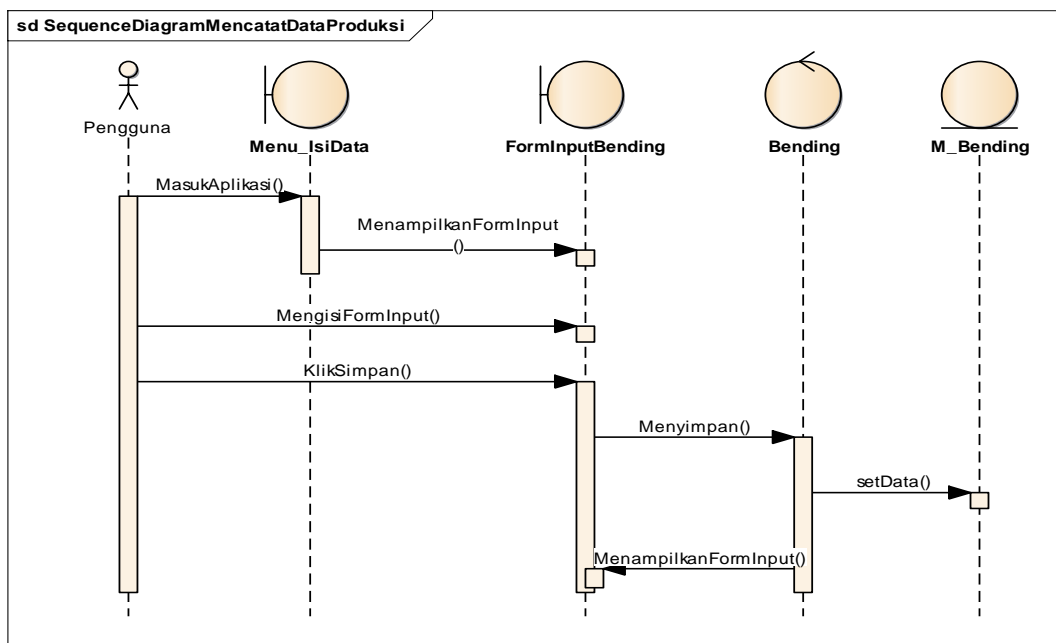 sd SequenceDiagramMencatatDataProduksi
Pengguna
Menu_IsiData
FormInputBending
Bending
M_Bending
MasukAplikasi()
MenampilkanFormInput
()
MengisiFormInput()
KlikSimpan()
Menyimpan()
setData()
MenampilkanFormInput()